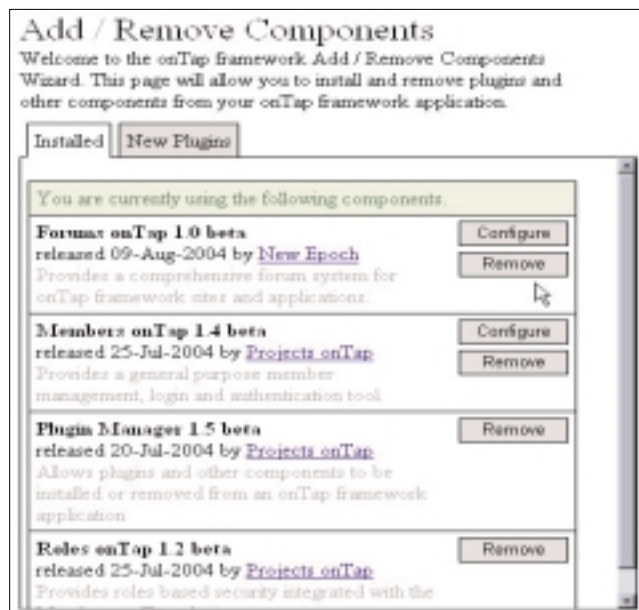 Add / Remove Components
Welcome to the onTap framework Add / Remove Components
Wizard. This page will allow you to install and remove plugins and
other components from your onTap framework application.
Installed
New Plugins
You are currently using the following components.
Forums onTap 1.0 beta
released 09-Aug-2004 by New Epoch
Provides a comprehensive forum system for
onTap framework sites and applications.
Configure
Remove
Members onTap 1.4 beta
released 25-Jul-2004 by Projects onTap
Provides a general purpose member
management, login and authentication tool
Configure
Remove
Plugin Manager 1.5 beta
released 20-Jul-2004 by Projects onTap
Allows plugins and other components to be
installed or removed from an onTap framework
application
Remove
Roles onTap 1.2 beta
released 25-Jul-2004 by Projects onTap
Provides roles based security integrated with the
Remove